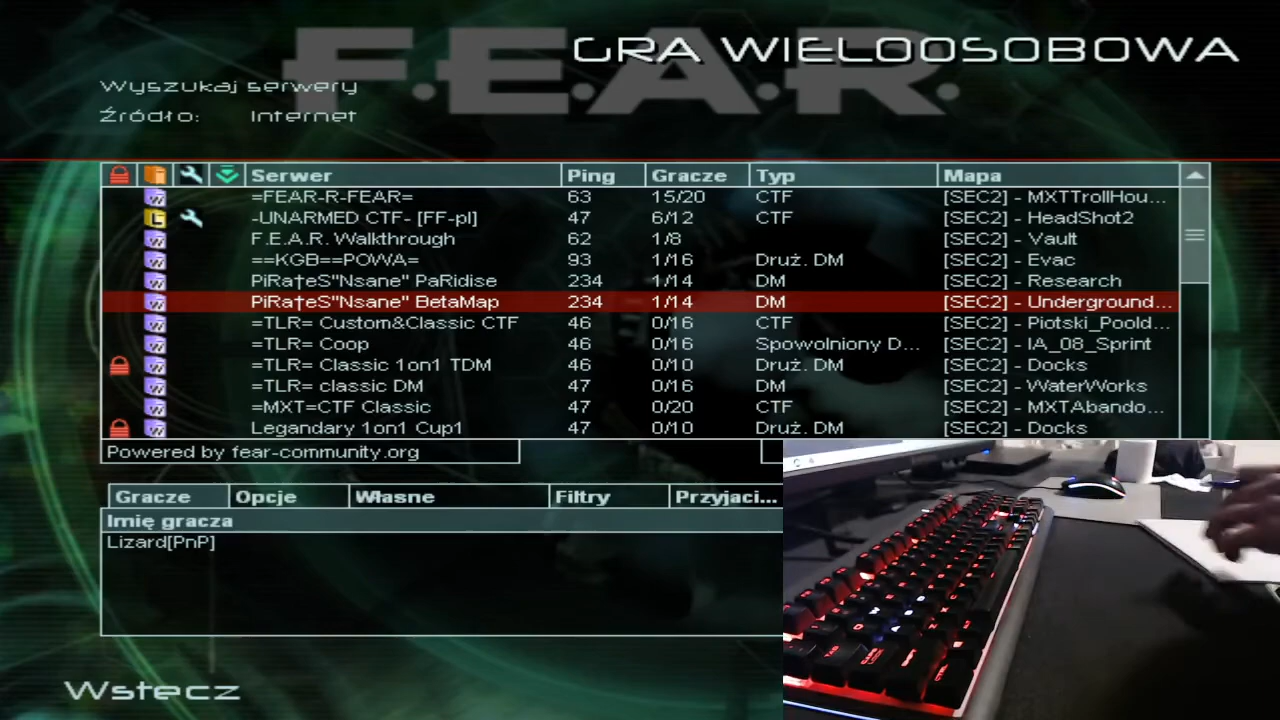 F.E.A.R.
GRA WIELOOSOBOWA
Wyszukaj serwery
Źródło: Internet
Serwer Ping Gracze Typ Mapa
=FEAR-R-FEAR= 63 15/20 CTF [SEC2] - MXTTrollHou...
-UNARMED CTF- [FF-pl] 47 6/12 CTF [SEC2] - HeadShot2
F.E.A.R. Walkthrough 62 1/8 [SEC2] - Vault
==KGB==POWA= 93 1/16 Druż. DM [SEC2] - Evac
PiRa†eS"Nsane" PaRidise 234 1/14 DM [SEC2] - Research
PiRa†eS"Nsane" BetaMap 234 1/14 DM [SEC2] - Underground...
=TLR= Custom&Classic CTF 46 0/16 CTF [SEC2] - Piotski_Poold...
=TLR= Coop 46 0/16 Spowolniony D... [SEC2] - IA_08_Sprint
=TLR= Classic 1on1 TDM 46 0/10 Druż. DM [SEC2] - Docks
=TLR= classic DM 47 0/16 DM [SEC2] - WaterWorks
=MXT=CTF Classic 47 0/20 CTF [SEC2] - MXTAbando...
Legandary 1on1 Cup1 47 0/10 Druż. DM [SEC2] - Docks
Powered by fear-community.org
Gracze Opcje Własne Filtry Przyjaci...
Imię gracza
Lizard[PnP]
Wstecz